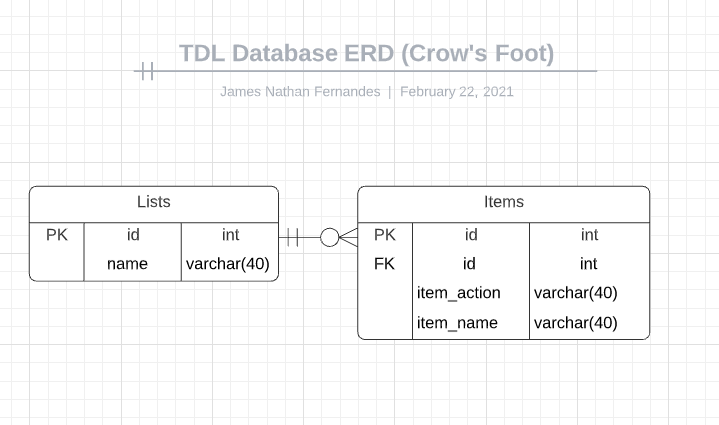 TDL Database ERD (Crow's Foot)
James Nathan Fernandes | February 22, 2021
Lists
PK id int
name varchar(40)
Items
PK id int
FK id int
item_action varchar(40)
item_name varchar(40)